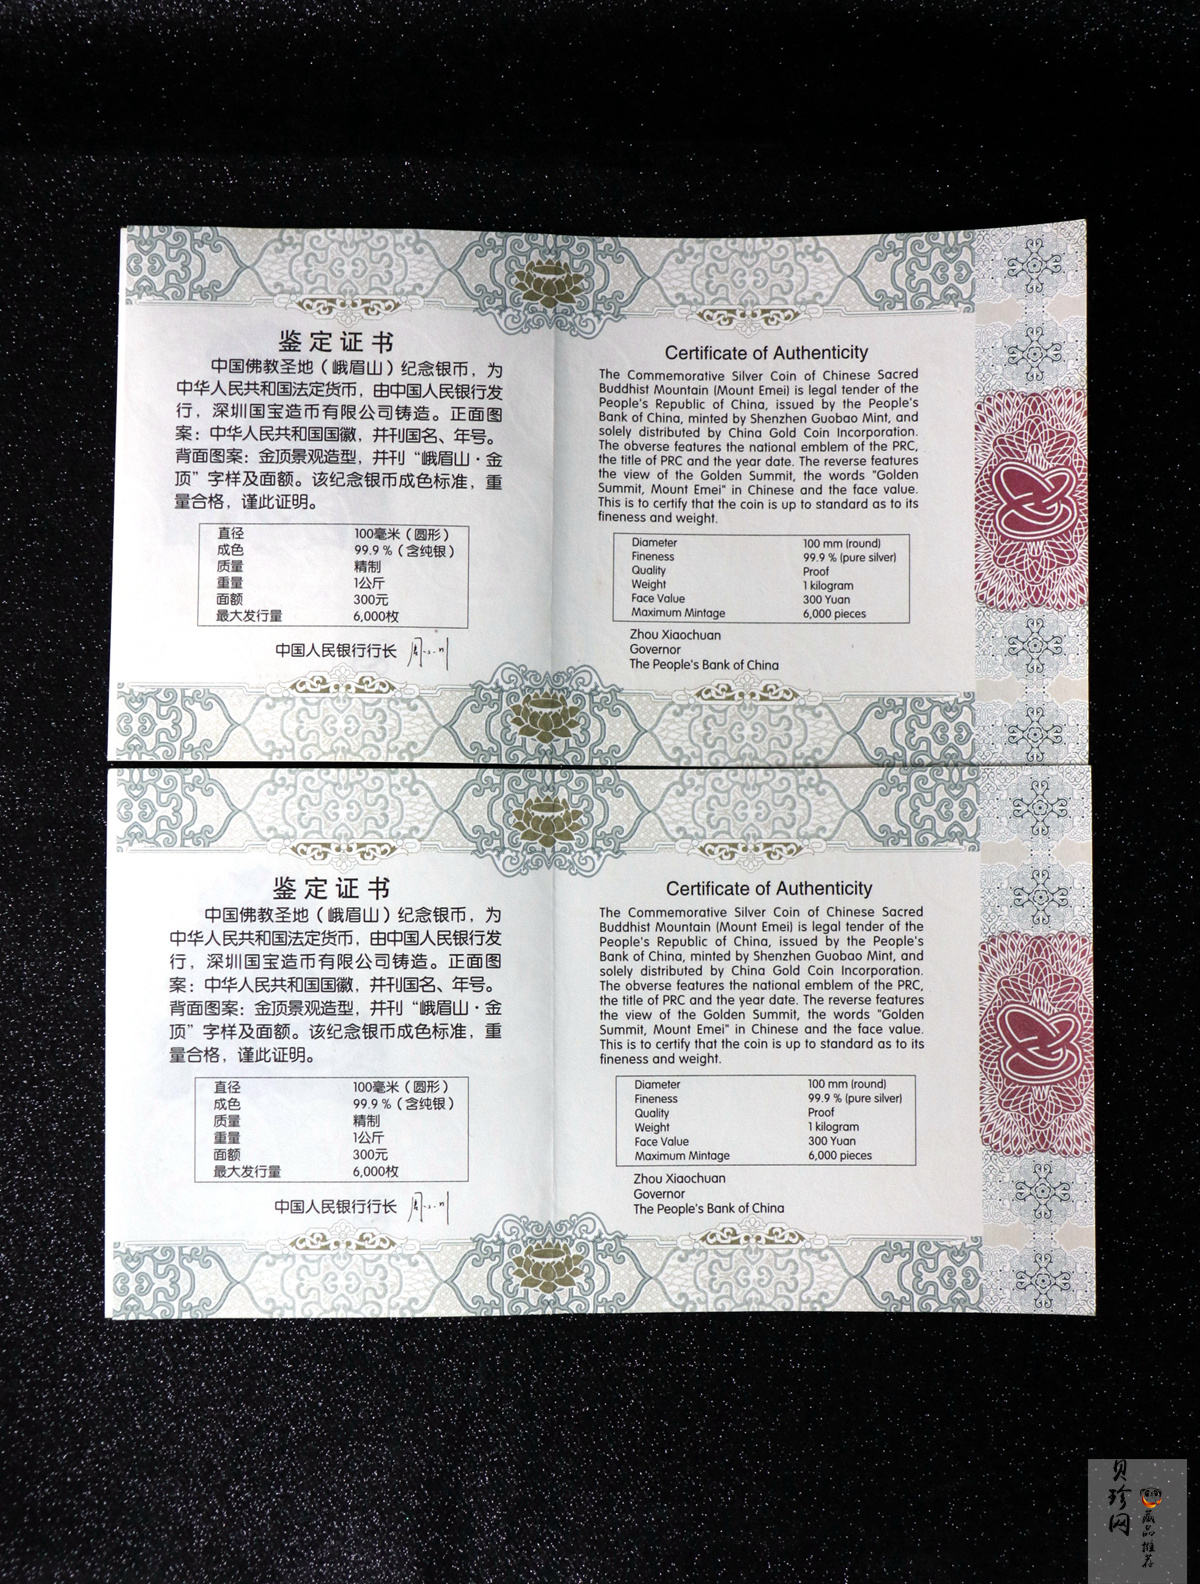 鉴定证书
中国佛教圣地（峨眉山）纪念银币，为
中华人民共和国法定货币，由中国人民银行发
行，深圳国宝造币有限公司铸造。正面图
案：中华人民共和国国徽，并刊国名、年号。
背面图案：金顶景观造型，并刊“峨眉山·金
顶”字样及面额。该纪念银币成色标准，重
量合格，谨此证明。
直径 100毫米（圆形）
成色 99.9％（含纯银）
质量 精制
重量 1公斤
面额 300元
最大发行量 6,000枚
中国人民银行行长
Certificate of Authenticity
The Commemorative Silver Coin of Chinese Sacred
Buddhist Mountain (Mount Emei) is legal tender of the
People's Republic of China, issued by the People's
Bank of China, minted by Shenzhen Guobao Mint, and
solely distributed by China Gold Coin Incorporation.
The obverse features the national emblem of the PRC,
the title of PRC and the year date. The reverse features
the view of the Golden Summit, the words "Golden
Summit, Mount Emei" in Chinese and the face value.
This is to certify that the coin is up to standard as to its
fineness and weight.
Diameter 100 mm (round)
Fineness 99.9 % (pure silver)
Quality Proof
Weight 1 kilogram
Face Value 300 Yuan
Maximum Mintage 6,000 pieces
Zhou Xiaochuan
Governor
The People's Bank of China
鉴定证书
中国佛教圣地（峨眉山）纪念银币，为
中华人民共和国法定货币，由中国人民银行发
行，深圳国宝造币有限公司铸造。正面图
案：中华人民共和国国徽，并刊国名、年号。
背面图案：金顶景观造型，并刊“峨眉山·金
顶”字样及面额。该纪念银币成色标准，重
量合格，谨此证明。
直径 100毫米（圆形）
成色 99.9％（含纯银）
质量 精制
重量 1公斤
面额 300元
最大发行量 6,000枚
中国人民银行行长
Certificate of Authenticity
The Commemorative Silver Coin of Chinese Sacred
Buddhist Mountain (Mount Emei) is legal tender of the
People's Republic of China, issued by the People's
Bank of China, minted by Shenzhen Guobao Mint, and
solely distributed by China Gold Coin Incorporation.
The obverse features the national emblem of the PRC,
the title of PRC and the year date. The reverse features
the view of the Golden Summit, the words "Golden
Summit, Mount Emei" in Chinese and the face value.
This is to certify that the coin is up to standard as to its
fineness and weight.
Diameter 100 mm (round)
Fineness 99.9 % (pure silver)
Quality Proof
Weight 1 kilogram
Face Value 300 Yuan
Maximum Mintage 6,000 pieces
Zhou Xiaochuan
Governor
The People's Bank of China
贝珍网
藏品推荐